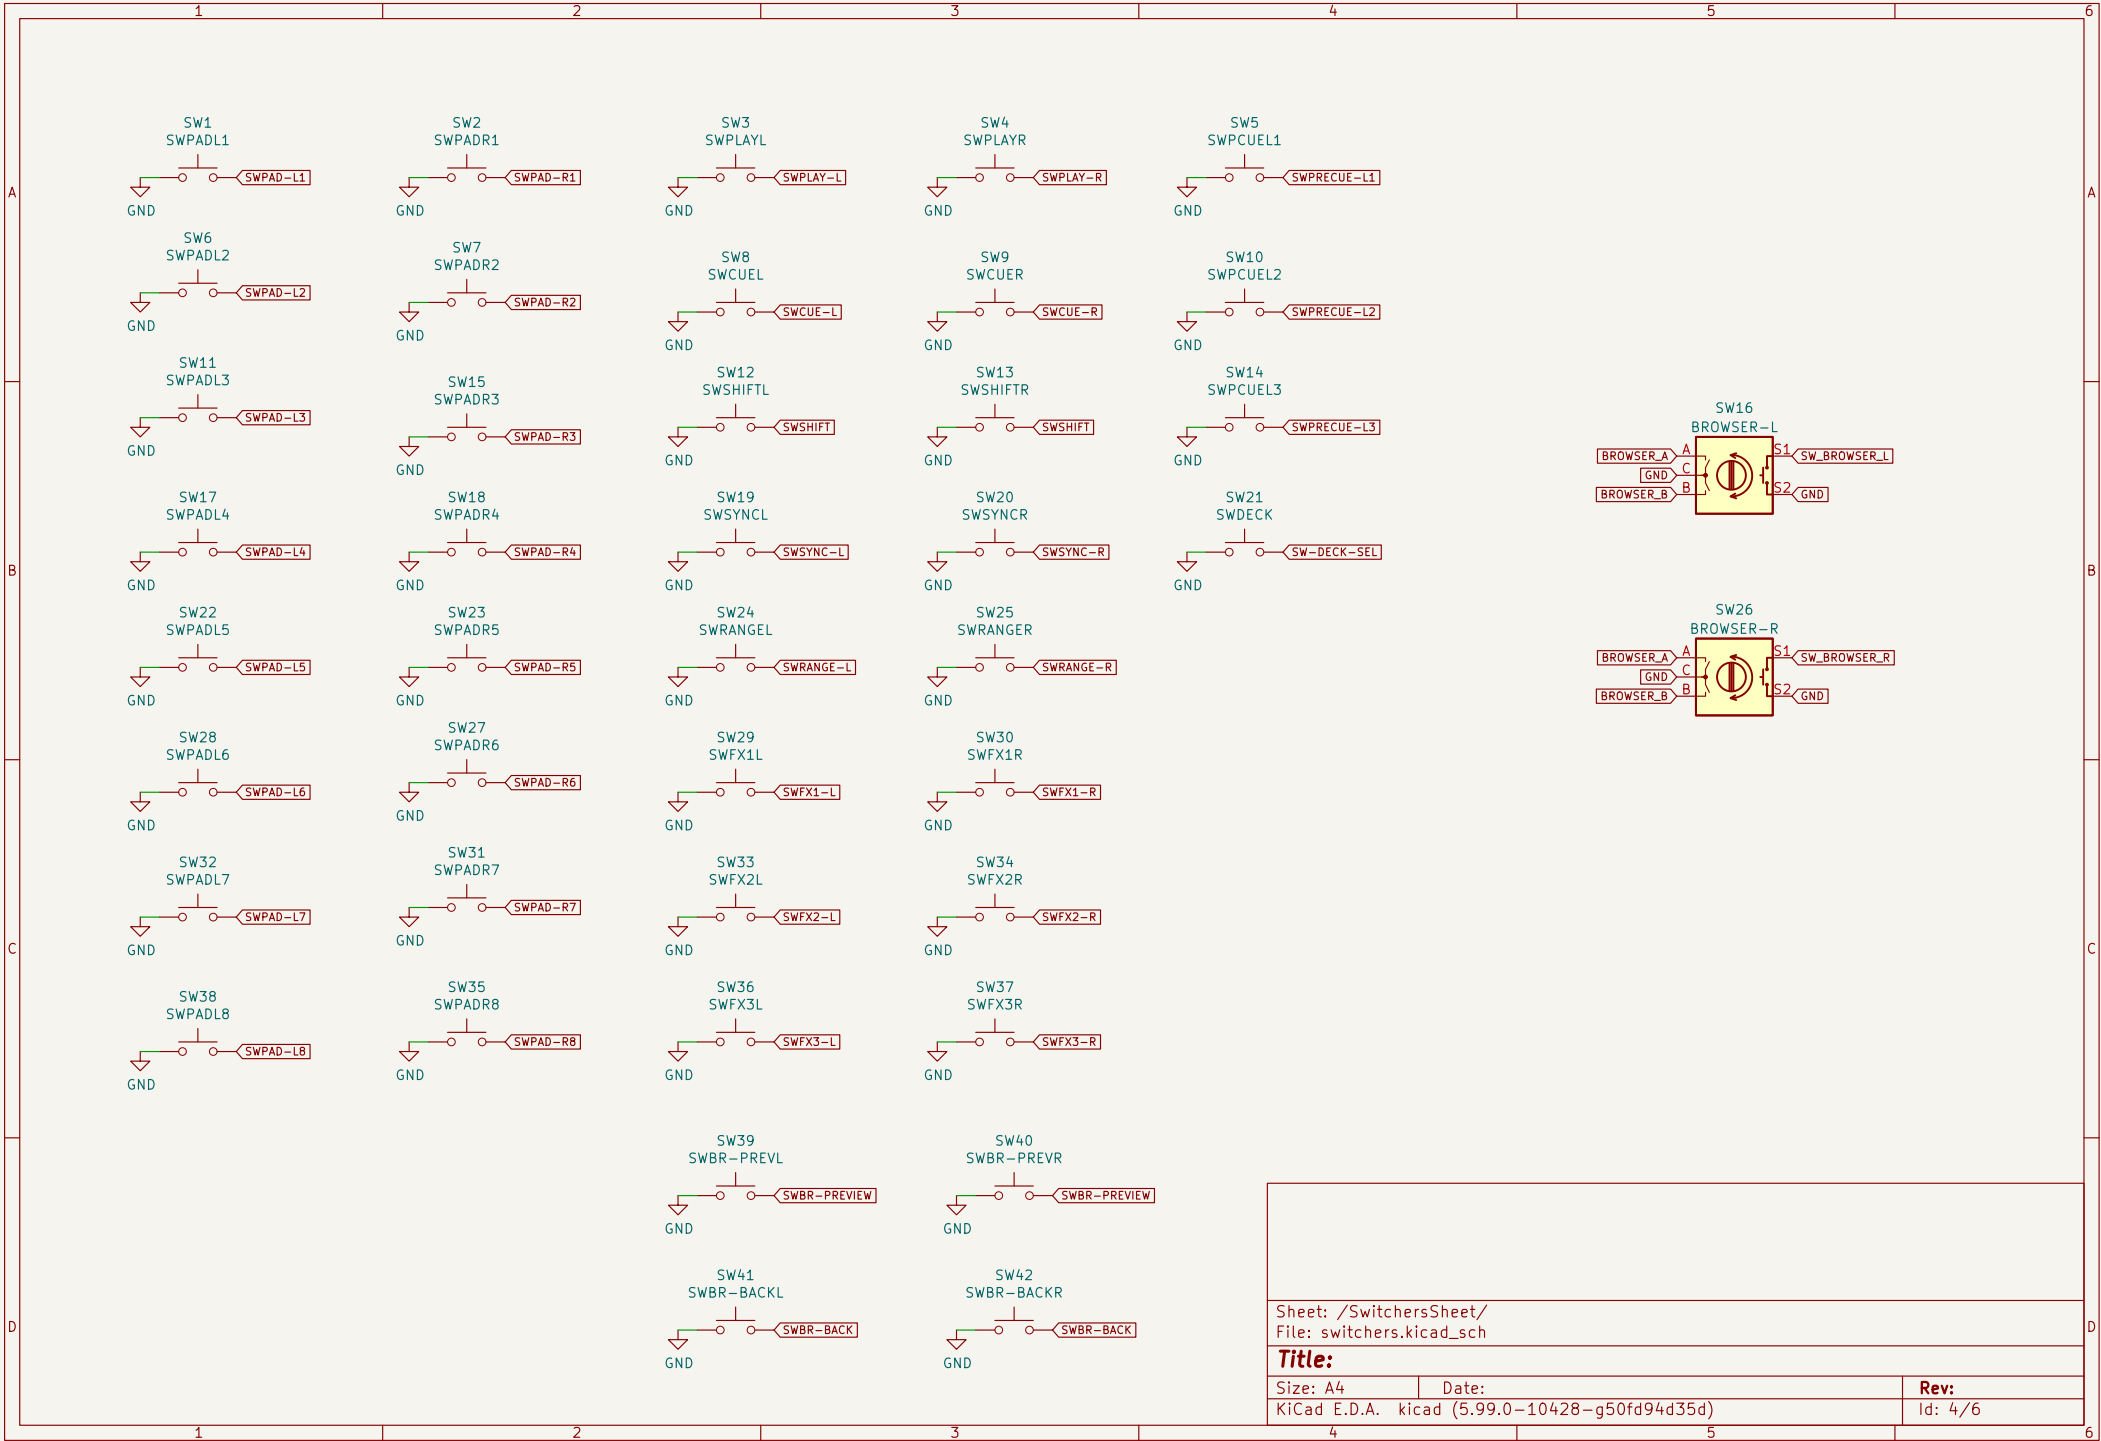 1 2 3 4 5 6
A A
SW1 SW2 SW3 SW4 SW5
SWPADL1 SWPADR1 SWPLAYL SWPLAYR SWPCUEL1
SWPAD-L1 SWPAD-R1 SWPLAY-L SWPLAY-R SWPRECUE-L1
GND GND GND GND GND
SW6 SW7 SW8 SW9 SW10
SWPADL2 SWPADR2 SWCUEL SWCUER SWPCUEL2
SWPAD-L2 SWPAD-R2 SWCUE-L SWCUE-R SWPRECUE-L2
GND GND GND GND GND
SW11 SW15 SW12 SW13 SW14
SWPADL3 SWPADR3 SWSHIFTL SWSHIFTR SWPCUEL3
SWPAD-L3 SWPAD-R3 SWSHIFT SWSHIFT SWPRECUE-L3
GND GND GND GND GND
SW16
BROWSER-L
BROWSER_A A S1 SW_BROWSER_L
GND C
BROWSER_B B S2 GND
SW17 SW18 SW19 SW20 SW21
SWPADL4 SWPADR4 SWSYNCL SWSYNCR SWDECK
SWPAD-L4 SWPAD-R4 SWSYNC-L SWSYNC-R SW-DECK-SEL
GND GND GND GND GND
B B
SW22 SW23 SW24 SW25
SWPADL5 SWPADR5 SWRANGEL SWRANGER
SWPAD-L5 SWPAD-R5 SWRANGE-L SWRANGE-R
GND GND GND GND
SW26
BROWSER-R
BROWSER_A A S1 SW_BROWSER_R
GND C
BROWSER_B B S2 GND
SW28 SW27 SW29 SW30
SWPADL6 SWPADR6 SWFX1L SWFX1R
SWPAD-L6 SWPAD-R6 SWFX1-L SWFX1-R
GND GND GND GND
SW32 SW31 SW33 SW34
SWPADL7 SWPADR7 SWFX2L SWFX2R
SWPAD-L7 SWPAD-R7 SWFX2-L SWFX2-R
GND GND GND GND
C C
SW38 SW35 SW36 SW37
SWPADL8 SWPADR8 SWFX3L SWFX3R
SWPAD-L8 SWPAD-R8 SWFX3-L SWFX3-R
GND GND GND GND
SW39 SW40
SWBR-PREVL SWBR-PREVR
SWBR-PREVIEW SWBR-PREVIEW
GND GND
SW41 SW42
SWBR-BACKL SWBR-BACKR
SWBR-BACK SWBR-BACK
GND GND
D D
Sheet: /SwitchersSheet/
File: switchers.kicad_sch
Title:
Size: A4 Date: Rev:
KiCad E.D.A. kicad (5.99.0-10428-g50fd94d35d) Id: 4/6
1 2 3 4 5 6